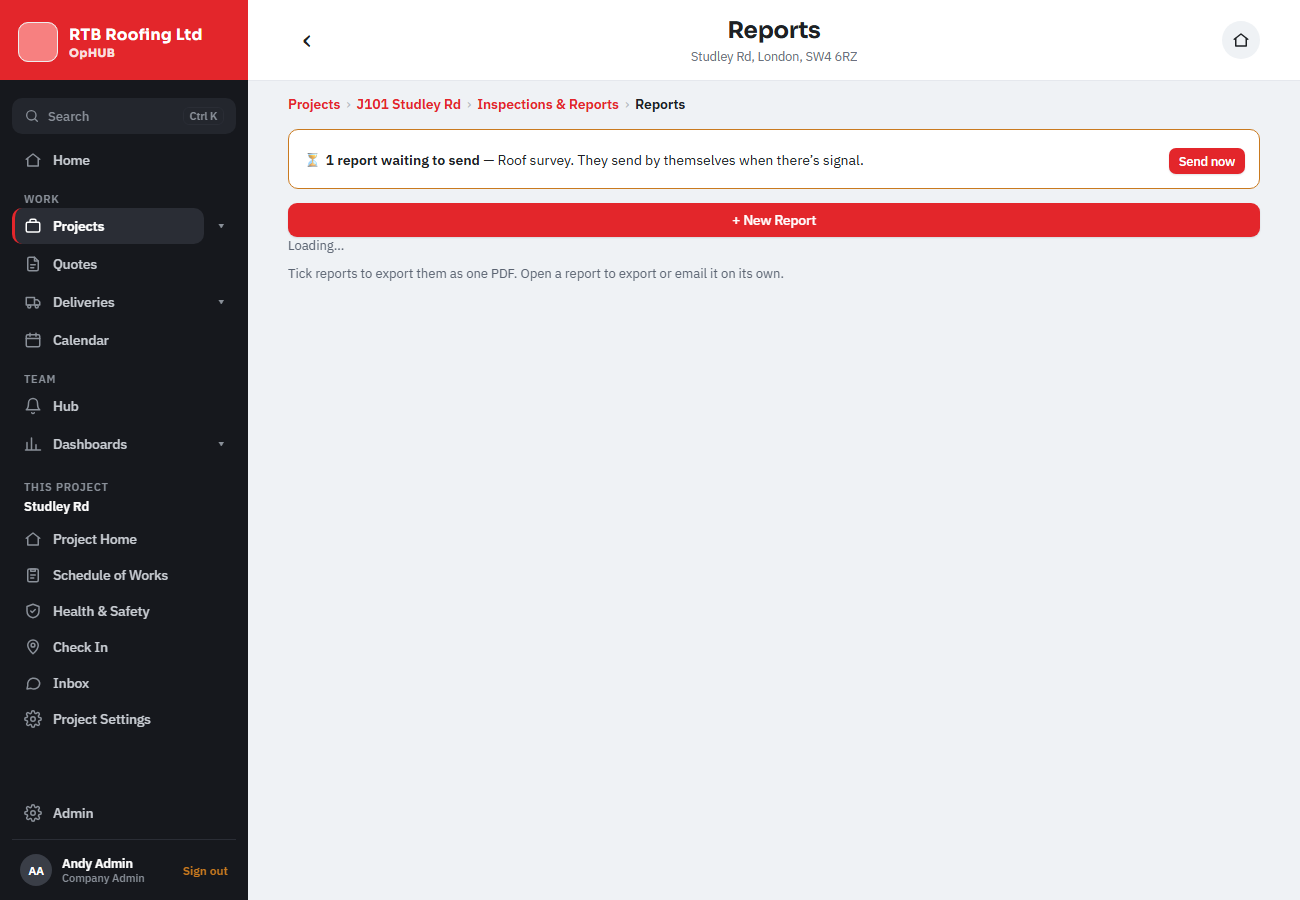 RTB Roofing Ltd
OpHUB
Search
Ctrl K
Home
WORK
Projects
Quotes
Deliveries
Calendar
TEAM
Hub
Dashboards
THIS PROJECT
Studley Rd
Project Home
Schedule of Works
Health & Safety
Check In
Inbox
Project Settings
Admin
AA
Andy Admin
Company Admin
Sign out
Reports
Studley Rd, London, SW4 6RZ
Projects › J101 Studley Rd › Inspections & Reports › Reports
⏳ 1 report waiting to send — Roof survey. They send by themselves when there’s signal.
Send now
+ New Report
Loading…
Tick reports to export them as one PDF. Open a report to export or email it on its own.